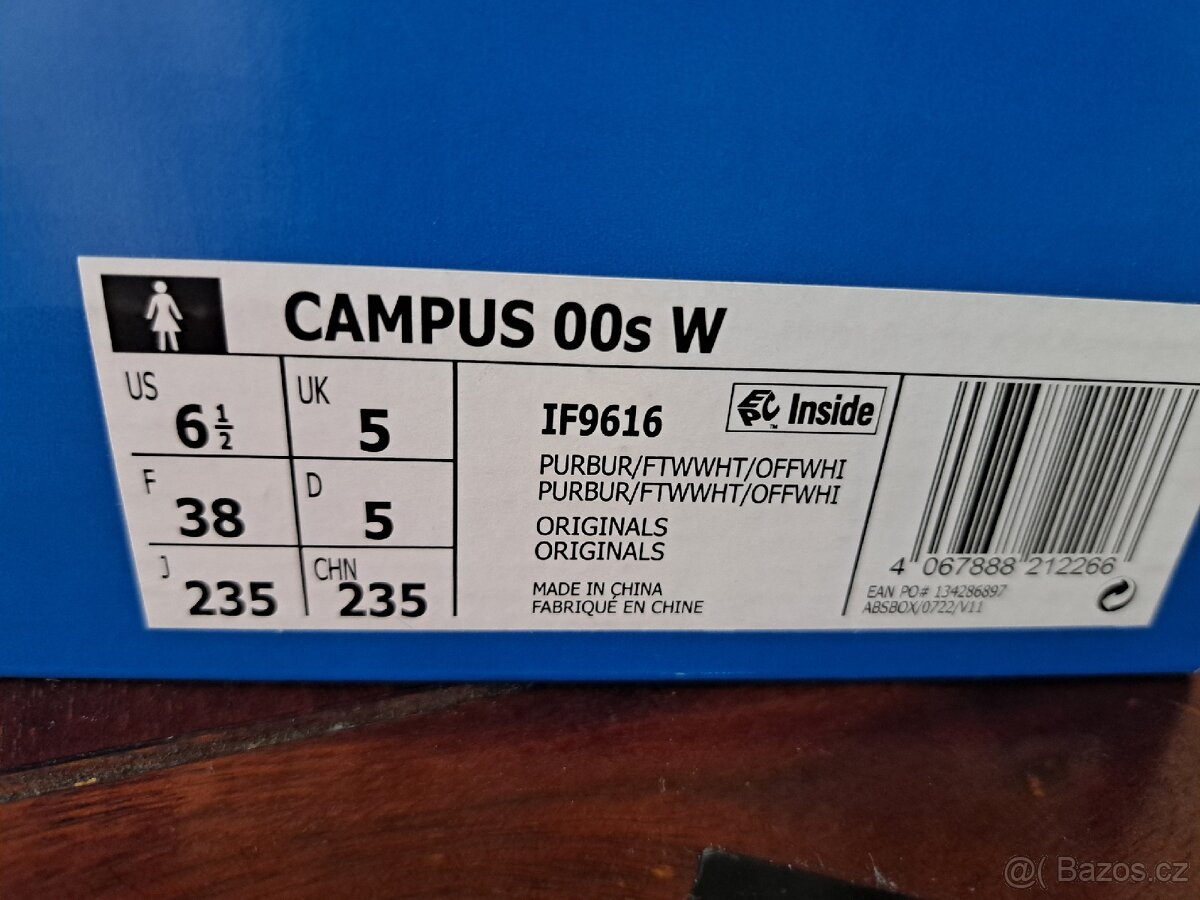 CAMPUS 00s W
US 6½
UK 5
F 38
D 5
J 235
CHN 235
IF9616
EPC™ Inside
PURBUR/FTWWHT/OFFWHI
PURBUR/FTWWHT/OFFWHI
ORIGINALS
ORIGINALS
MADE IN CHINA
FABRIQUÉ EN CHINE
4 067888 212266
EAN PO# 134286897
ABSBOX/0722/V11
@( Bazos.cz